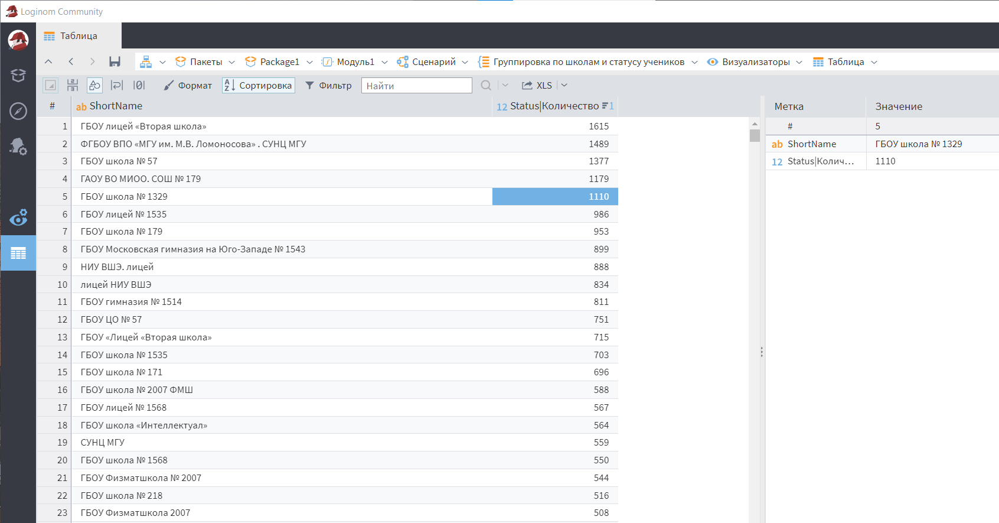 Loginom Community
Таблица
Пакеты Package1 Модуль1 Сценарий Группировка по школам и статусу учеников Визуализаторы Таблица
Формат Сортировка Фильтр Найти XLS
# ab ShortName 12 Status|Количество 1 Метка Значение
1 ГБОУ лицей «Вторая школа» 1615 # 5
2 ФГБОУ ВПО «МГУ им. М.В. Ломоносова» . СУНЦ МГУ 1489 ab ShortName ГБОУ школа № 1329
3 ГБОУ школа № 57 1377 12 Status|Колич... 1110
4 ГАОУ ВО МИОО. СОШ № 179 1179
5 ГБОУ школа № 1329 1110
6 ГБОУ лицей № 1535 986
7 ГБОУ школа № 179 953
8 ГБОУ Московская гимназия на Юго-Западе № 1543 899
9 НИУ ВШЭ. лицей 888
10 лицей НИУ ВШЭ 834
11 ГБОУ гимназия № 1514 811
12 ГБОУ ЦО № 57 751
13 ГБОУ «Лицей «Вторая школа» 715
14 ГБОУ школа № 1535 703
15 ГБОУ школа № 171 696
16 ГБОУ школа № 2007 ФМШ 588
17 ГБОУ лицей № 1568 567
18 ГБОУ школа «Интеллектуал» 564
19 СУНЦ МГУ 559
20 ГБОУ школа № 1568 550
21 ГБОУ Физматшкола № 2007 544
22 ГБОУ школа № 218 516
23 ГБОУ Физматшкола 2007 508